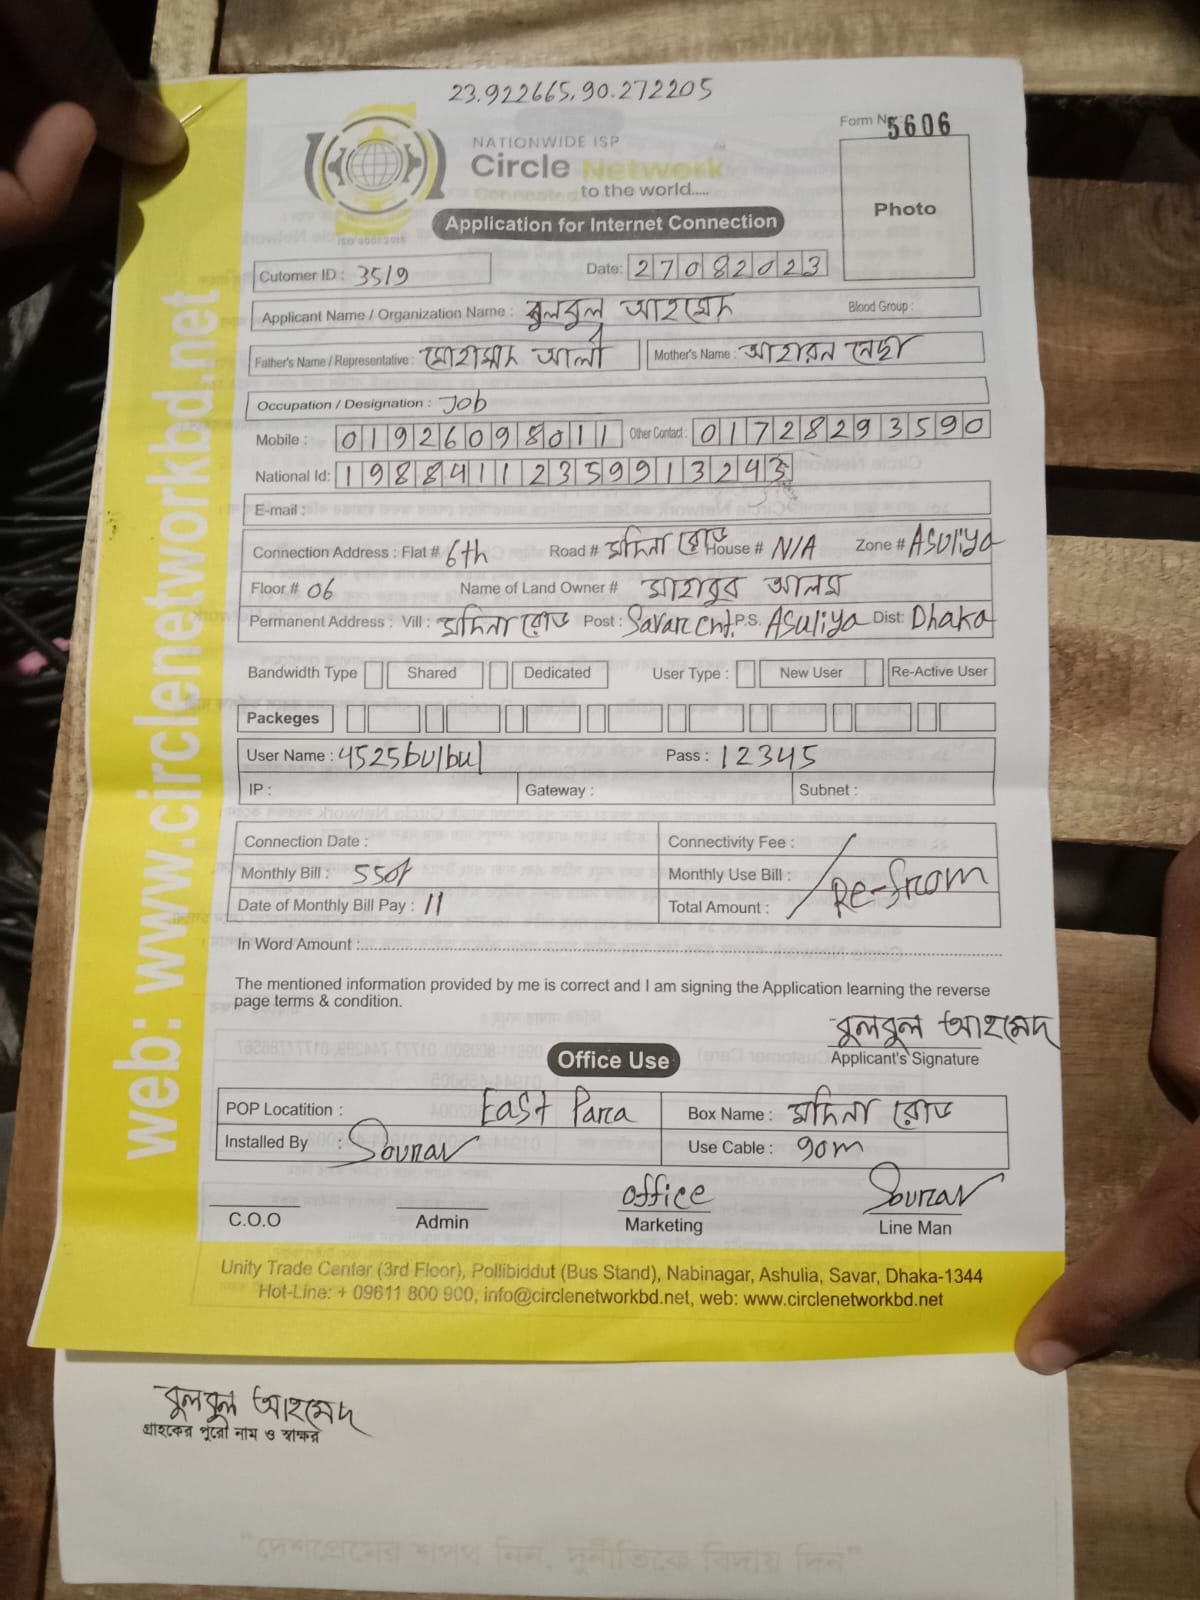 23.922665,90.272205
Form No: 5606
NATIONWIDE ISP
Circle Network
to the world.....
ISO 9001:2015
Application for Internet Connection
Photo
Cutomer ID : 3519
Date: 27082023
Applicant Name / Organization Name : বুলবুল আহমেদ Blood Group :
Father's Name / Representative : মোহাম্মদ আলী Mother's Name : আহারন নেছা
Occupation / Designation : Job
Mobile : 01926098011 Other Contact : 01728293590
National Id: 19884112359913243
E-mail :
Connection Address : Flat # 6th Road # মদিনা রোড House # N/A Zone # Asuliya
Floor # 06 Name of Land Owner # মাহাবুব আলম
Permanent Address : Vill : মদিনা রোড Post : Savar Cnt. P.S. Asuliya Dist: Dhaka
Bandwidth Type Shared Dedicated User Type : New User Re-Active User
Packeges
User Name : 4525bulbul Pass : 12345
IP : Gateway : Subnet :
Connection Date : Connectivity Fee :
Monthly Bill : 550/ Monthly Use Bill : Re-from
Date of Monthly Bill Pay : 11 Total Amount :
In Word Amount :
The mentioned information provided by me is correct and I am signing the Application learning the reverse
page terms & condition.
বুলবুল আহমেদ
Applicant's Signature
Office Use
POP Locatition : East Para Box Name : মদিনা রোড
Installed By : Sourav Use Cable : 90m
office Sourav
C.O.O Admin Marketing Line Man
Unity Trade Center (3rd Floor), Pollibiddut (Bus Stand), Nabinagar, Ashulia, Savar, Dhaka-1344
Hot-Line: + 09611 800 900, info@circlenetworkbd.net, web: www.circlenetworkbd.net
web: www.circlenetworkbd.net
বুলবুল আহমেদ
গ্রাহকের পুরো নাম ও স্বাক্ষর
"দেশপ্রেমের শপথ নিন, দুর্নীতিকে বিদায় দিন"